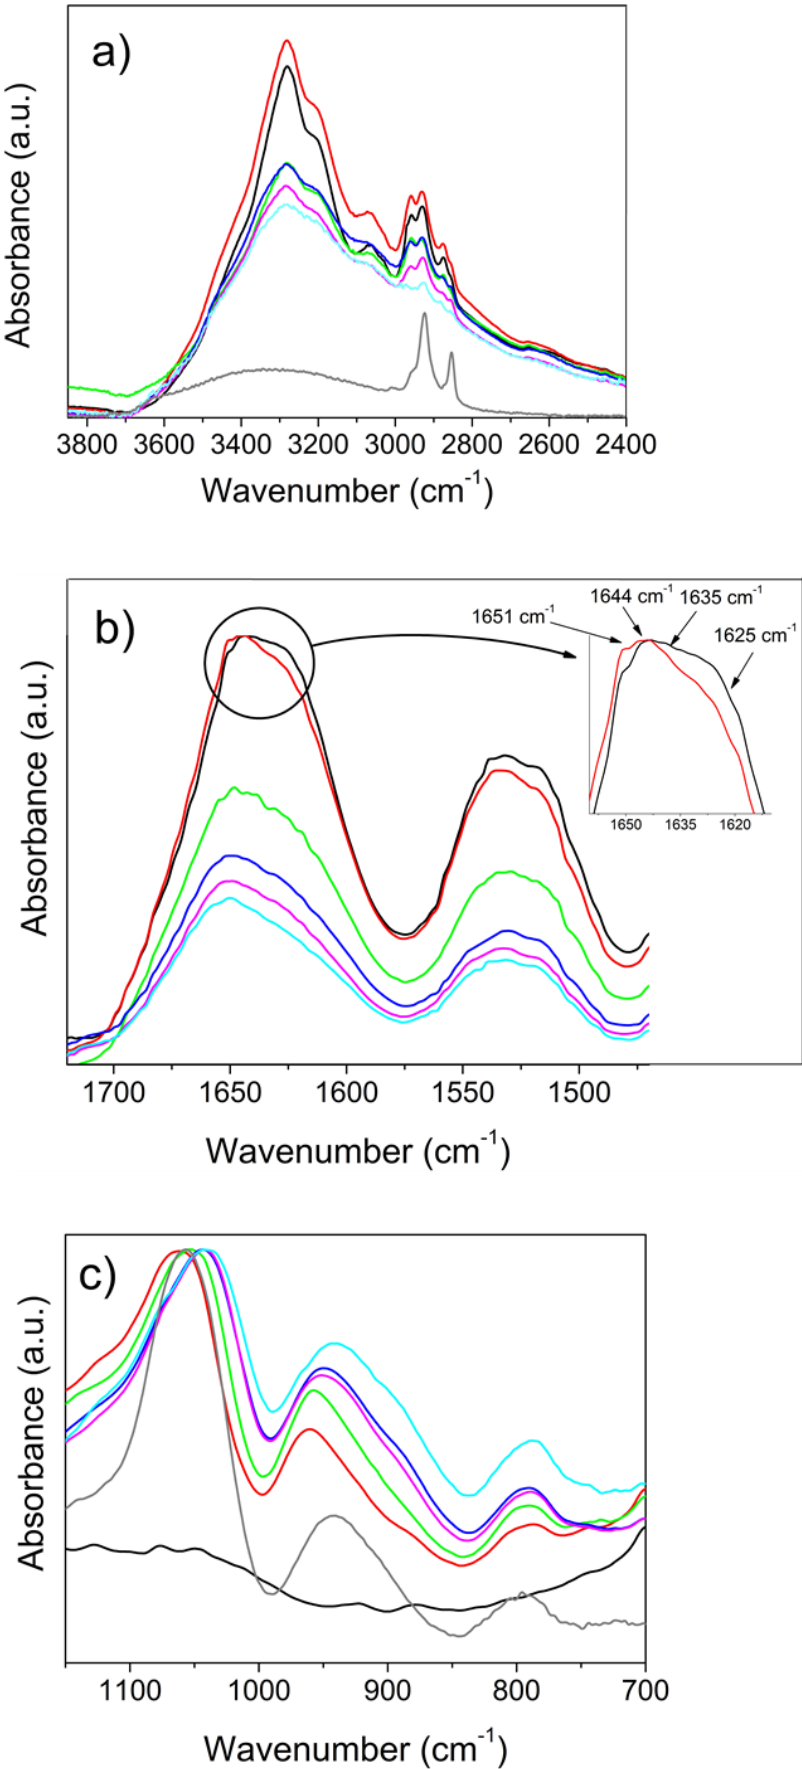 a)
Absorbance (a.u.)
3800 3600 3400 3200 3000 2800 2600 2400
Wavenumber (cm⁻¹)
b)
1644 cm⁻¹ 1635 cm⁻¹
1651 cm⁻¹
1625 cm⁻¹
1650 1635 1620
Absorbance (a.u.)
1700 1650 1600 1550 1500
Wavenumber (cm⁻¹)
c)
Absorbance (a.u.)
1100 1000 900 800 700
Wavenumber (cm⁻¹)